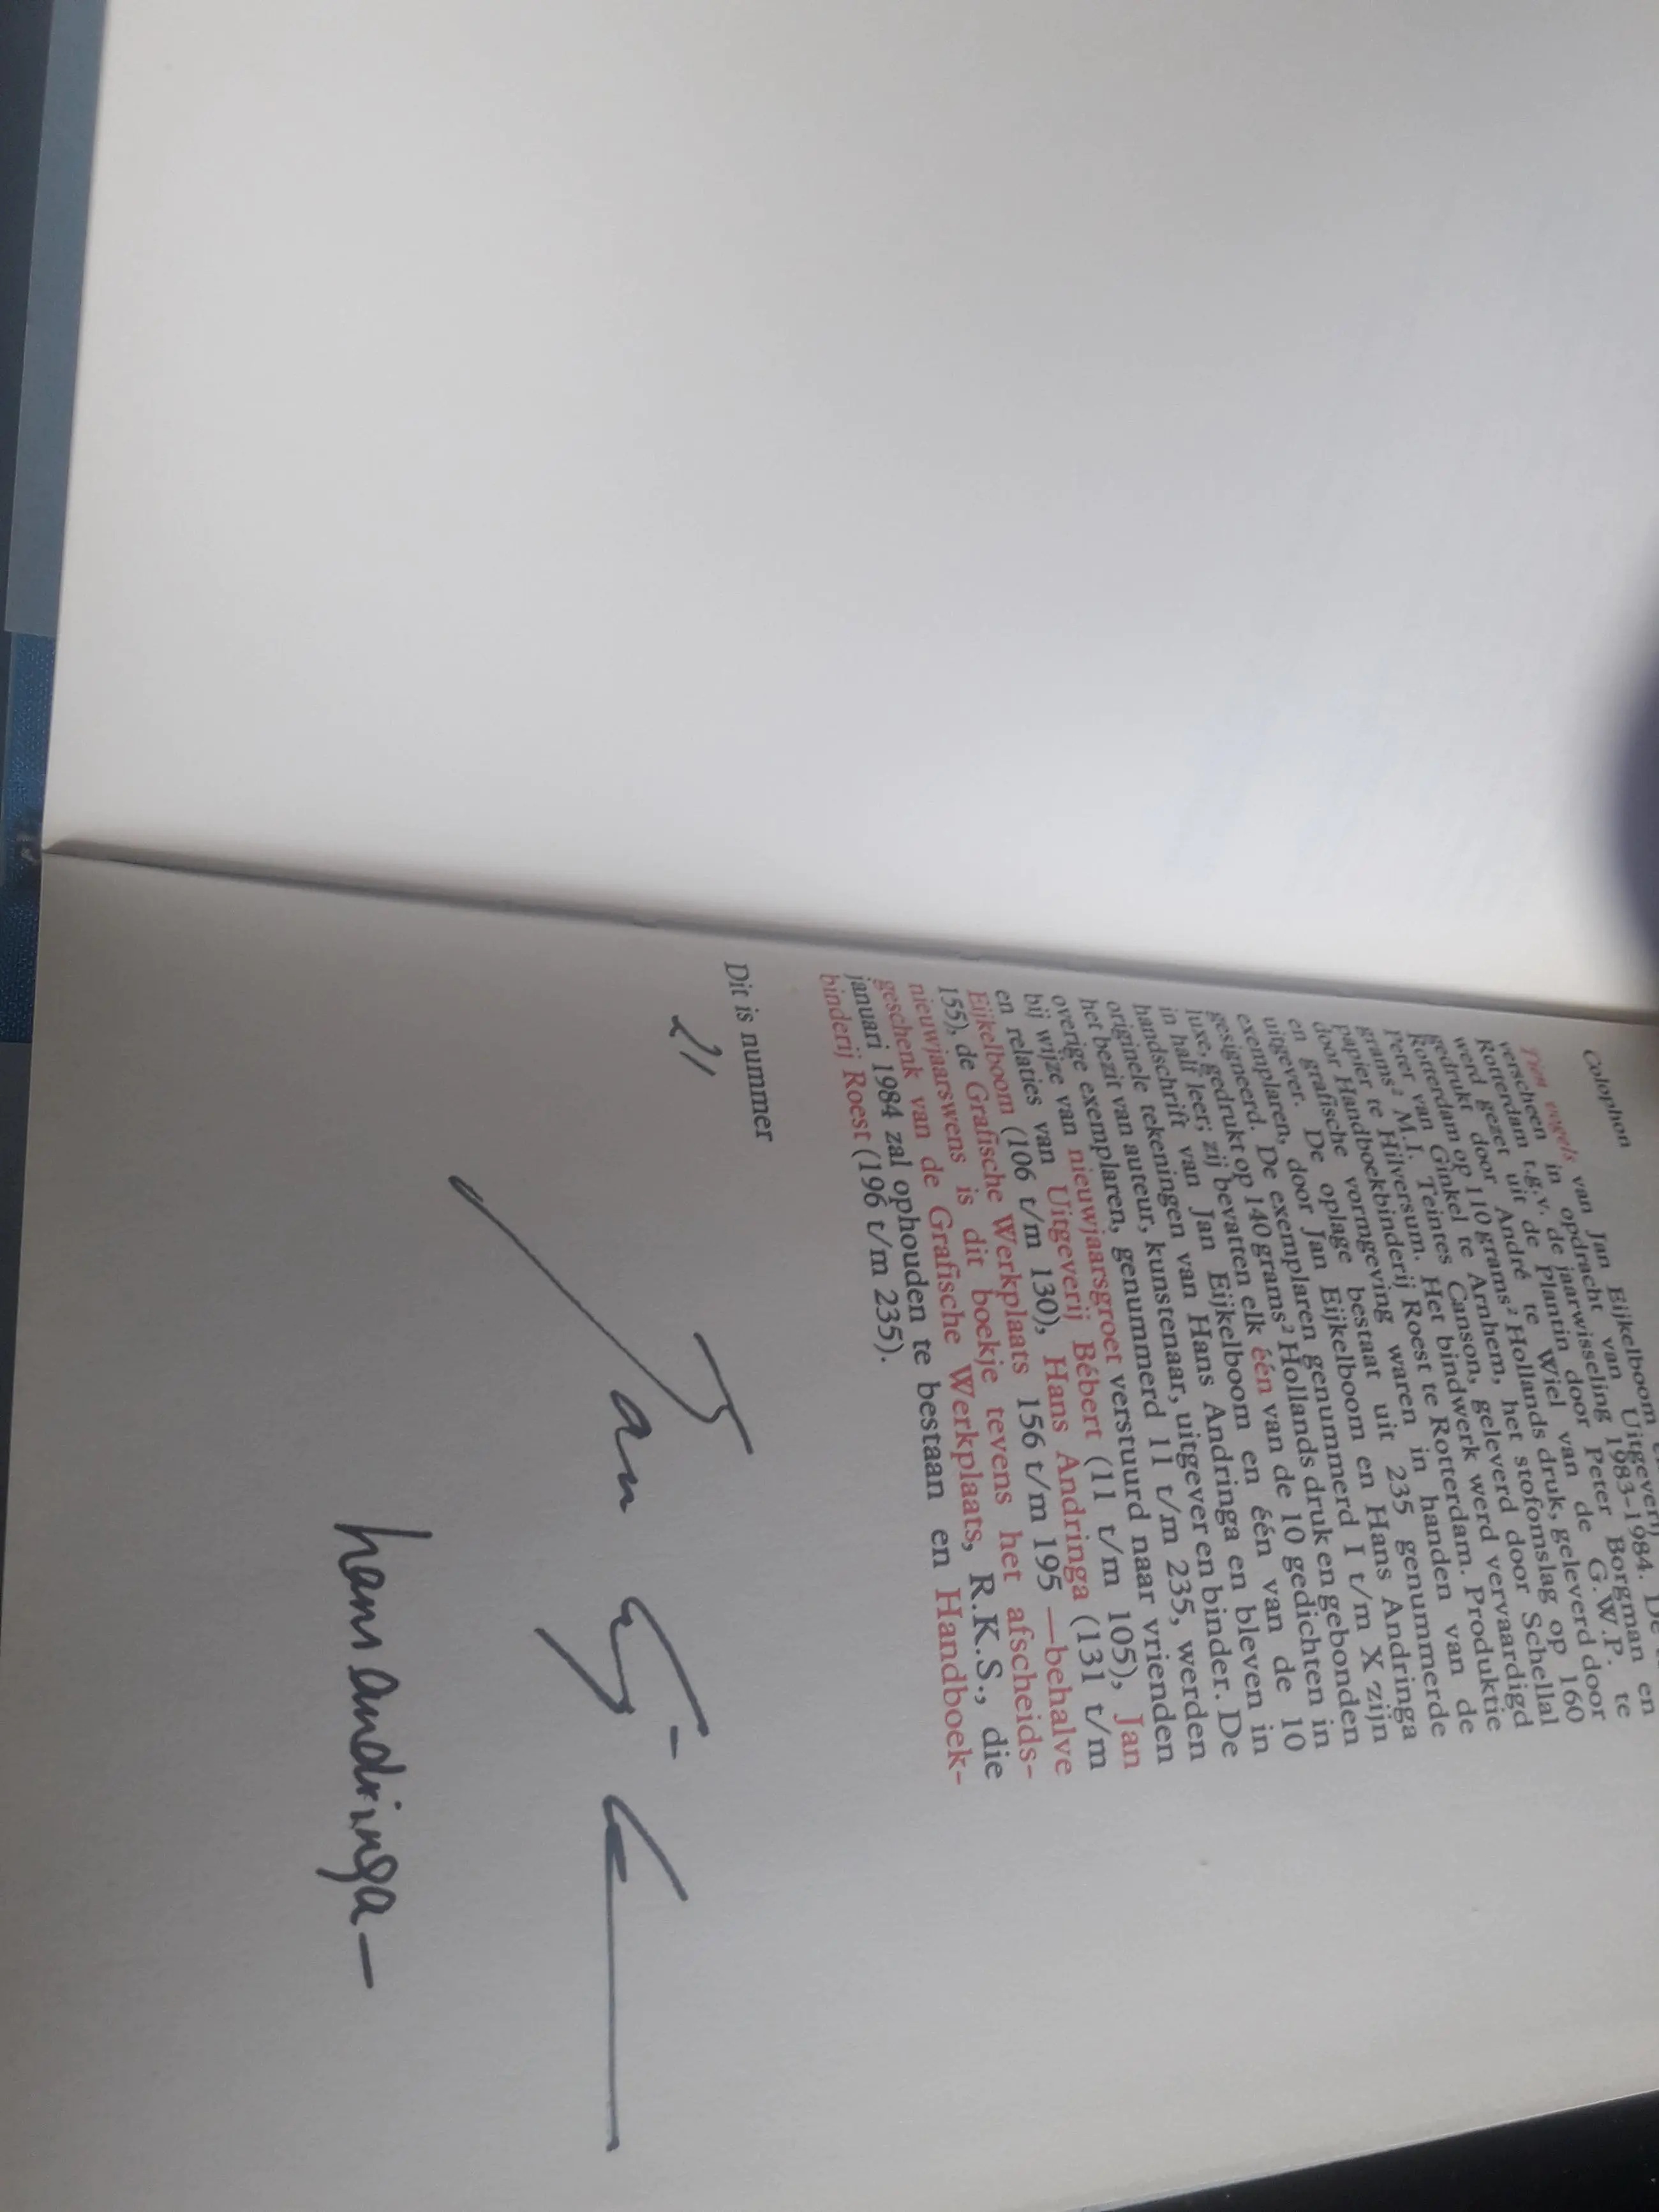 Colophon
Tien vogels van Jan Eijkelboom
verscheen in opdracht van Uitgeverij
Rotterdam t.g.v. de jaarwisseling 1983-1984. De
werd gezet uit de Plantin door Peter Borgman en
gedrukt door André te Wiel van de G.W.P. te
Rotterdam op 110 grams² Hollands druk, geleverd door
Peter van Ginkel te Arnhem, het stofomslag op 160
grams² M.I. Teintes Canson, geleverd door Schellal
papier te Hilversum. Het bindwerk werd vervaardigd
door Handboekbinderij Roest te Rotterdam. Produktie
en grafische vormgeving waren in handen van de
uitgever. De oplage bestaat uit 235 genummerde
exemplaren, door Jan Eijkelboom en Hans Andringa
gesigneerd. De exemplaren genummerd I t/m X zijn
luxe, gedrukt op 140 grams² Hollands druk en gebonden
in half leer; zij bevatten elk één van de 10 gedichten in
handschrift van Jan Eijkelboom en één van de 10
originele tekeningen van Hans Andringa en bleven in
het bezit van auteur, kunstenaar, uitgever en binder. De
overige exemplaren, genummerd 11 t/m 235, werden
bij wijze van nieuwjaarsgroet verstuurd naar vrienden
en relaties van Uitgeverij Bébert (11 t/m 105), Jan
Eijkelboom (106 t/m 130), Hans Andringa (131 t/m
155), de Grafische Werkplaats 156 t/m 195 —behalve
nieuwjaarswens is dit boekje tevens het afscheids-
geschenk van de Grafische Werkplaats, R.K.S., die
januari 1984 zal ophouden te bestaan en Handboek-
binderij Roest (196 t/m 235).
Dit is nummer
21
Jan
hans andringa —